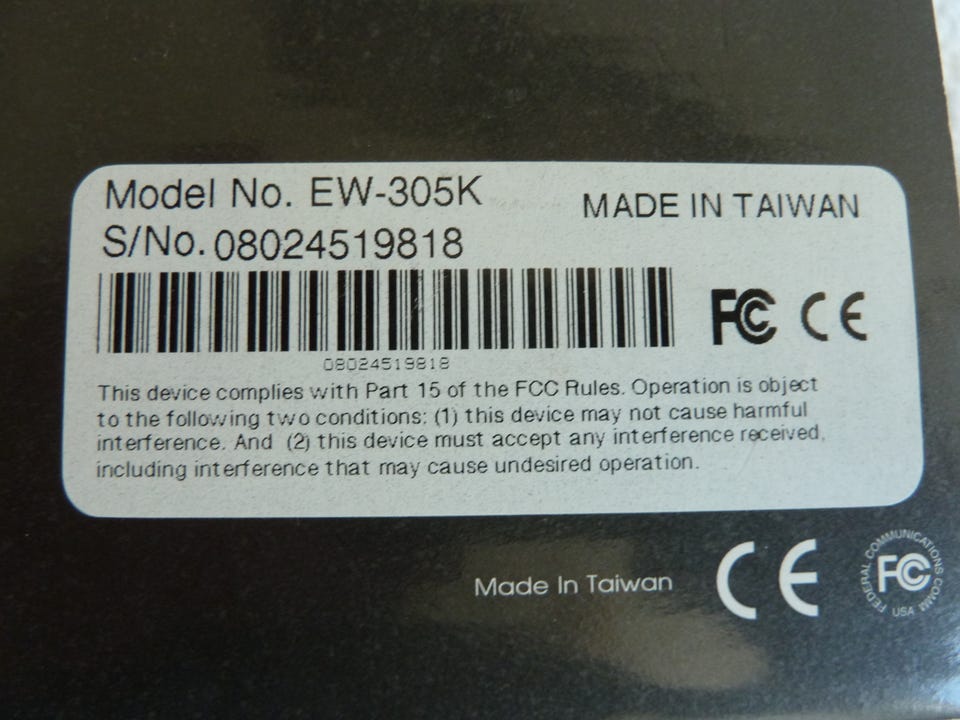 Model No. EW-305K
MADE IN TAIWAN
S/No. 08024519818
FC CE
08024519818
This device complies with Part 15 of the FCC Rules. Operation is object
to the following two conditions: (1) this device may not cause harmful
interference. And (2) this device must accept any interference received,
including interference that may cause undesired operation.
Made In Taiwan
CE
FEDERAL COMMUNICATIONS COMM
FC
USA